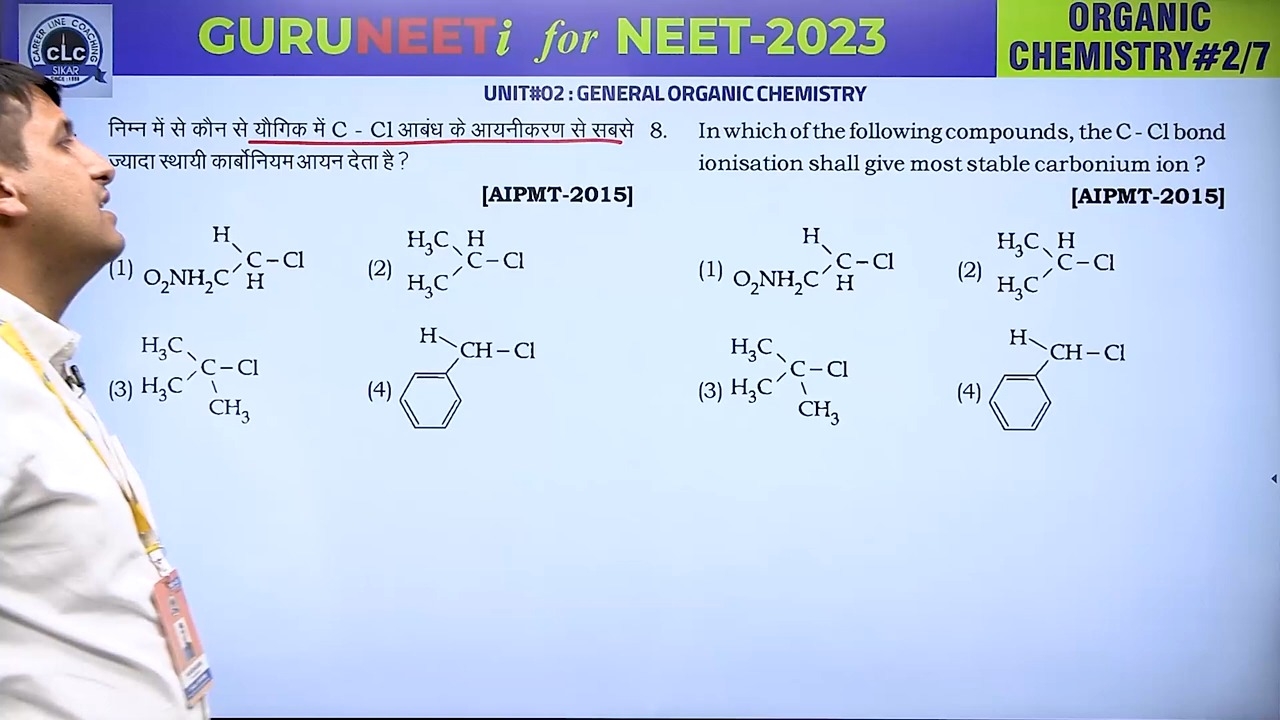 CAREER LINE COACHING
CLC
SIKAR
SINCE : 1996
GURUNEETi for NEET-2023
ORGANIC
CHEMISTRY#2/7
UNIT#02 : GENERAL ORGANIC CHEMISTRY
निम्न में से कौन से यौगिक में C - Cl आबंध के आयनीकरण से सबसे
ज्यादा स्थायी कार्बोनियम आयन देता है ?
[AIPMT-2015]
H
(1) O₂NH₂C C – Cl
H
H₃C H
(2) C – Cl
H₃C
H₃C
C – Cl
(3) H₃C
CH₃
H
CH – Cl
(4)
8. In which of the following compounds, the C - Cl bond
ionisation shall give most stable carbonium ion ?
[AIPMT-2015]
H
(1) O₂NH₂C C – Cl
H
H₃C H
(2) C – Cl
H₃C
H₃C
C – Cl
(3) H₃C
CH₃
H
CH – Cl
(4)